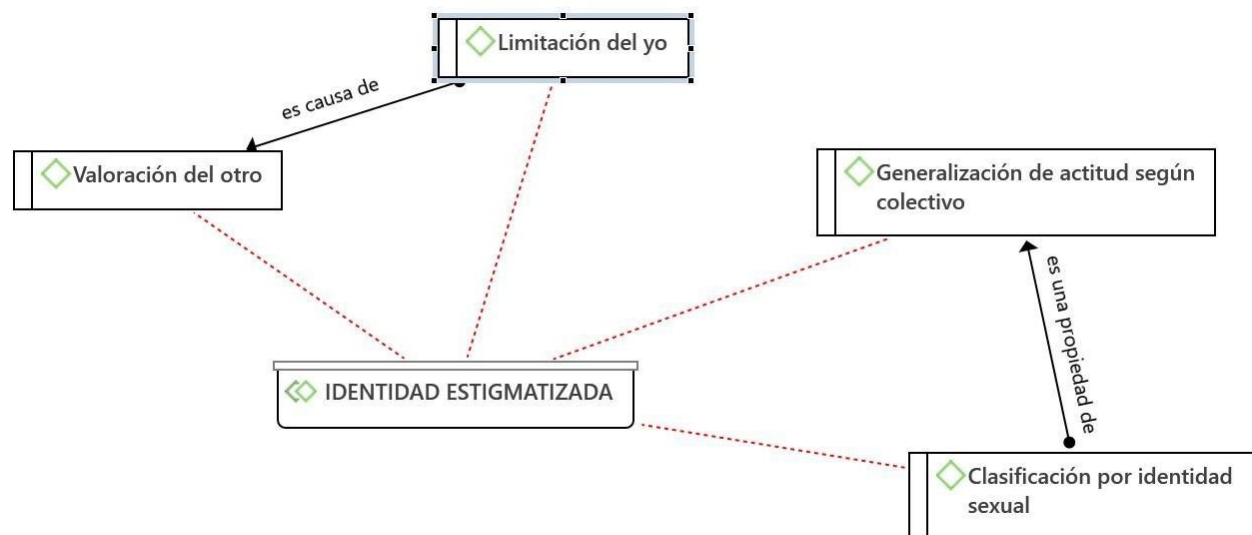 Limitación del yo
es causa de
Valoración del otro
Generalización de actitud según
colectivo
es una propiedad de
IDENTIDAD ESTIGMATIZADA
Clasificación por identidad
sexual